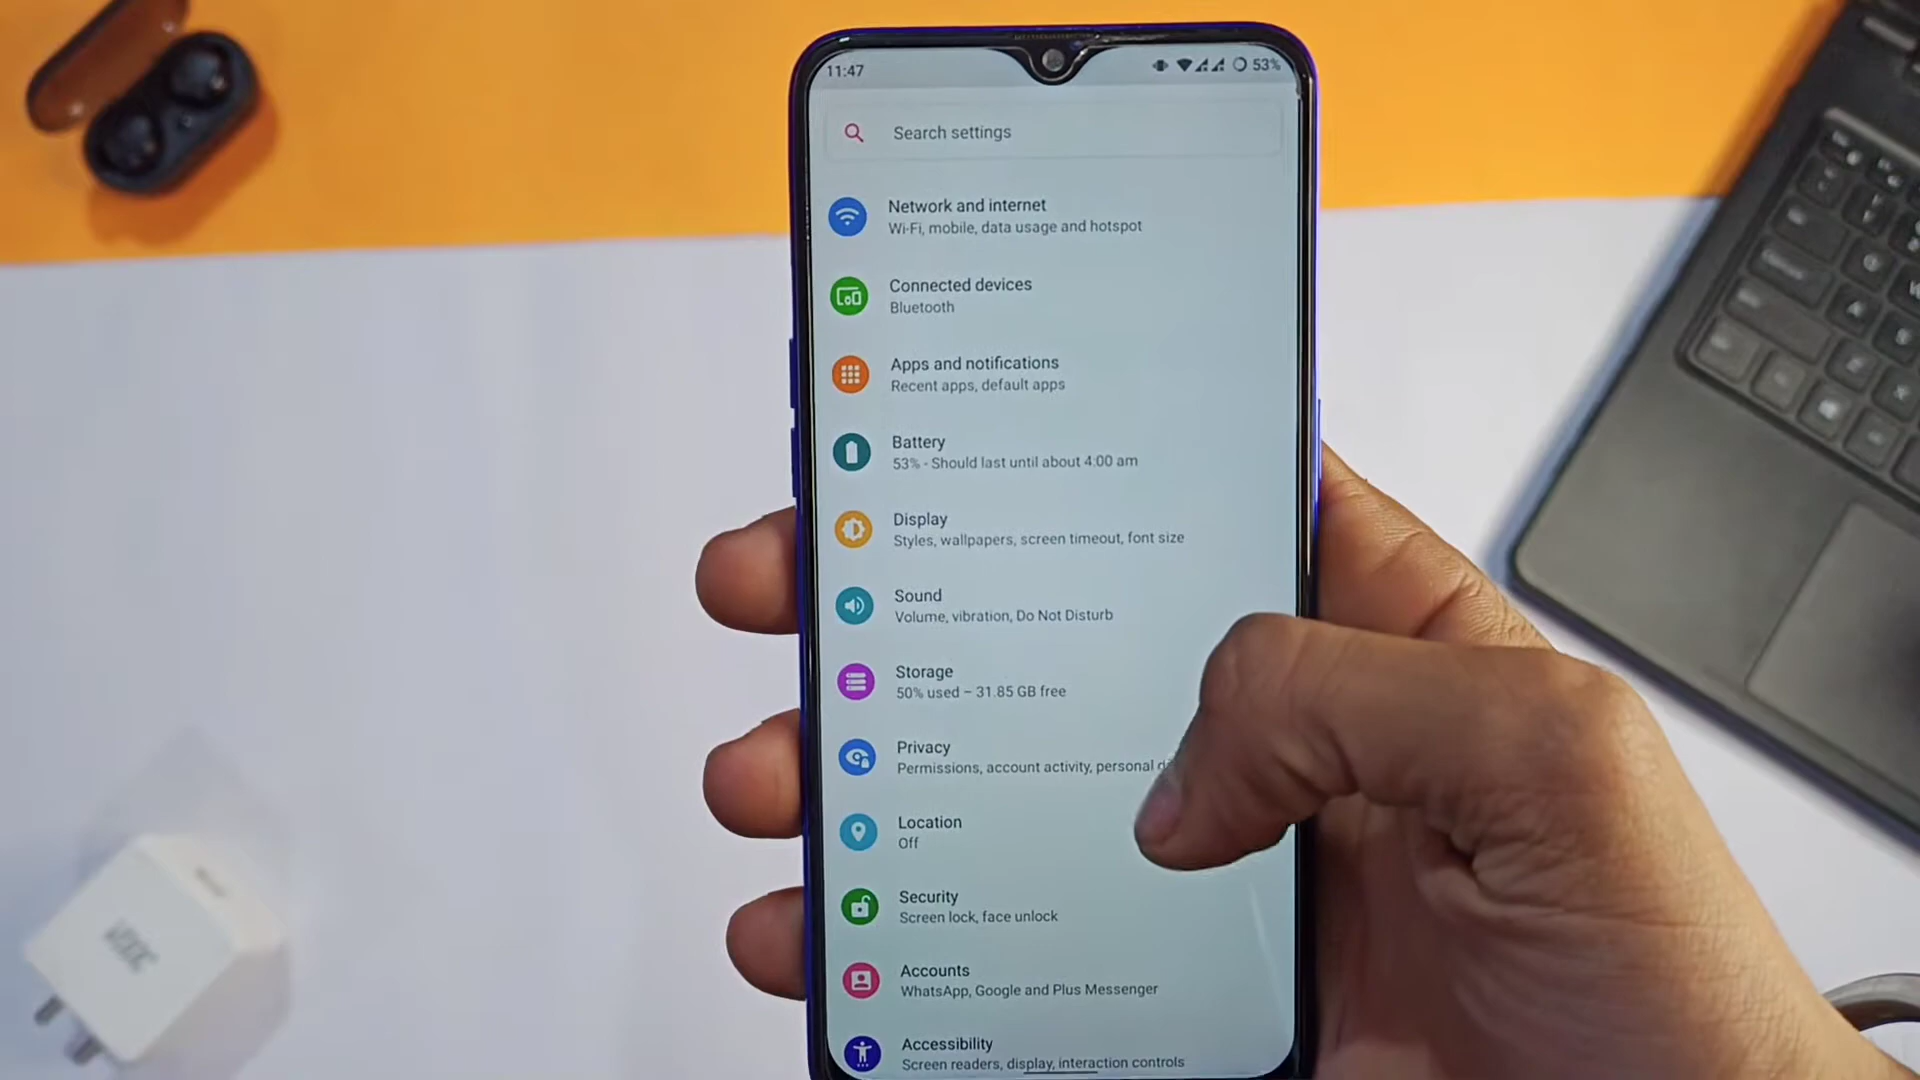 11:47
53%
Search settings
Network and internet
Wi-Fi, mobile, data usage and hotspot
Connected devices
Bluetooth
Apps and notifications
Recent apps, default apps
Battery
53% - Should last until about 4:00 am
Display
Styles, wallpapers, screen timeout, font size
Sound
Volume, vibration, Do Not Disturb
Storage
50% used – 31.85 GB free
Privacy
Permissions, account activity, personal
Location
Off
Security
Screen lock, face unlock
Accounts
WhatsApp, Google and Plus Messenger
Accessibility
Screen readers, display, interaction controls